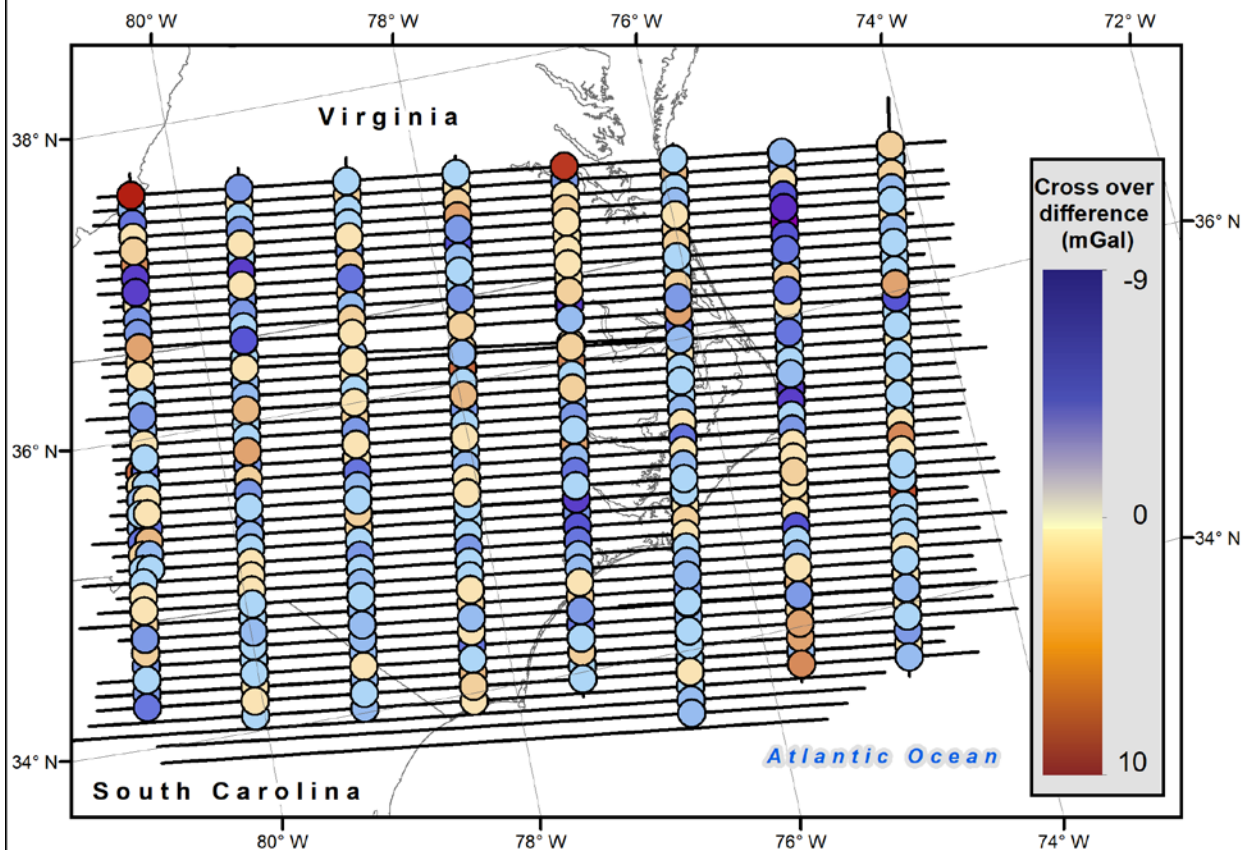 80° W 78° W 76° W 74° W 72° W
Virginia
38° N
36° N
Cross over
difference
(mGal)
-9
0
10
36° N
34° N
34° N
Atlantic Ocean
South Carolina
80° W 78° W 76° W 74° W